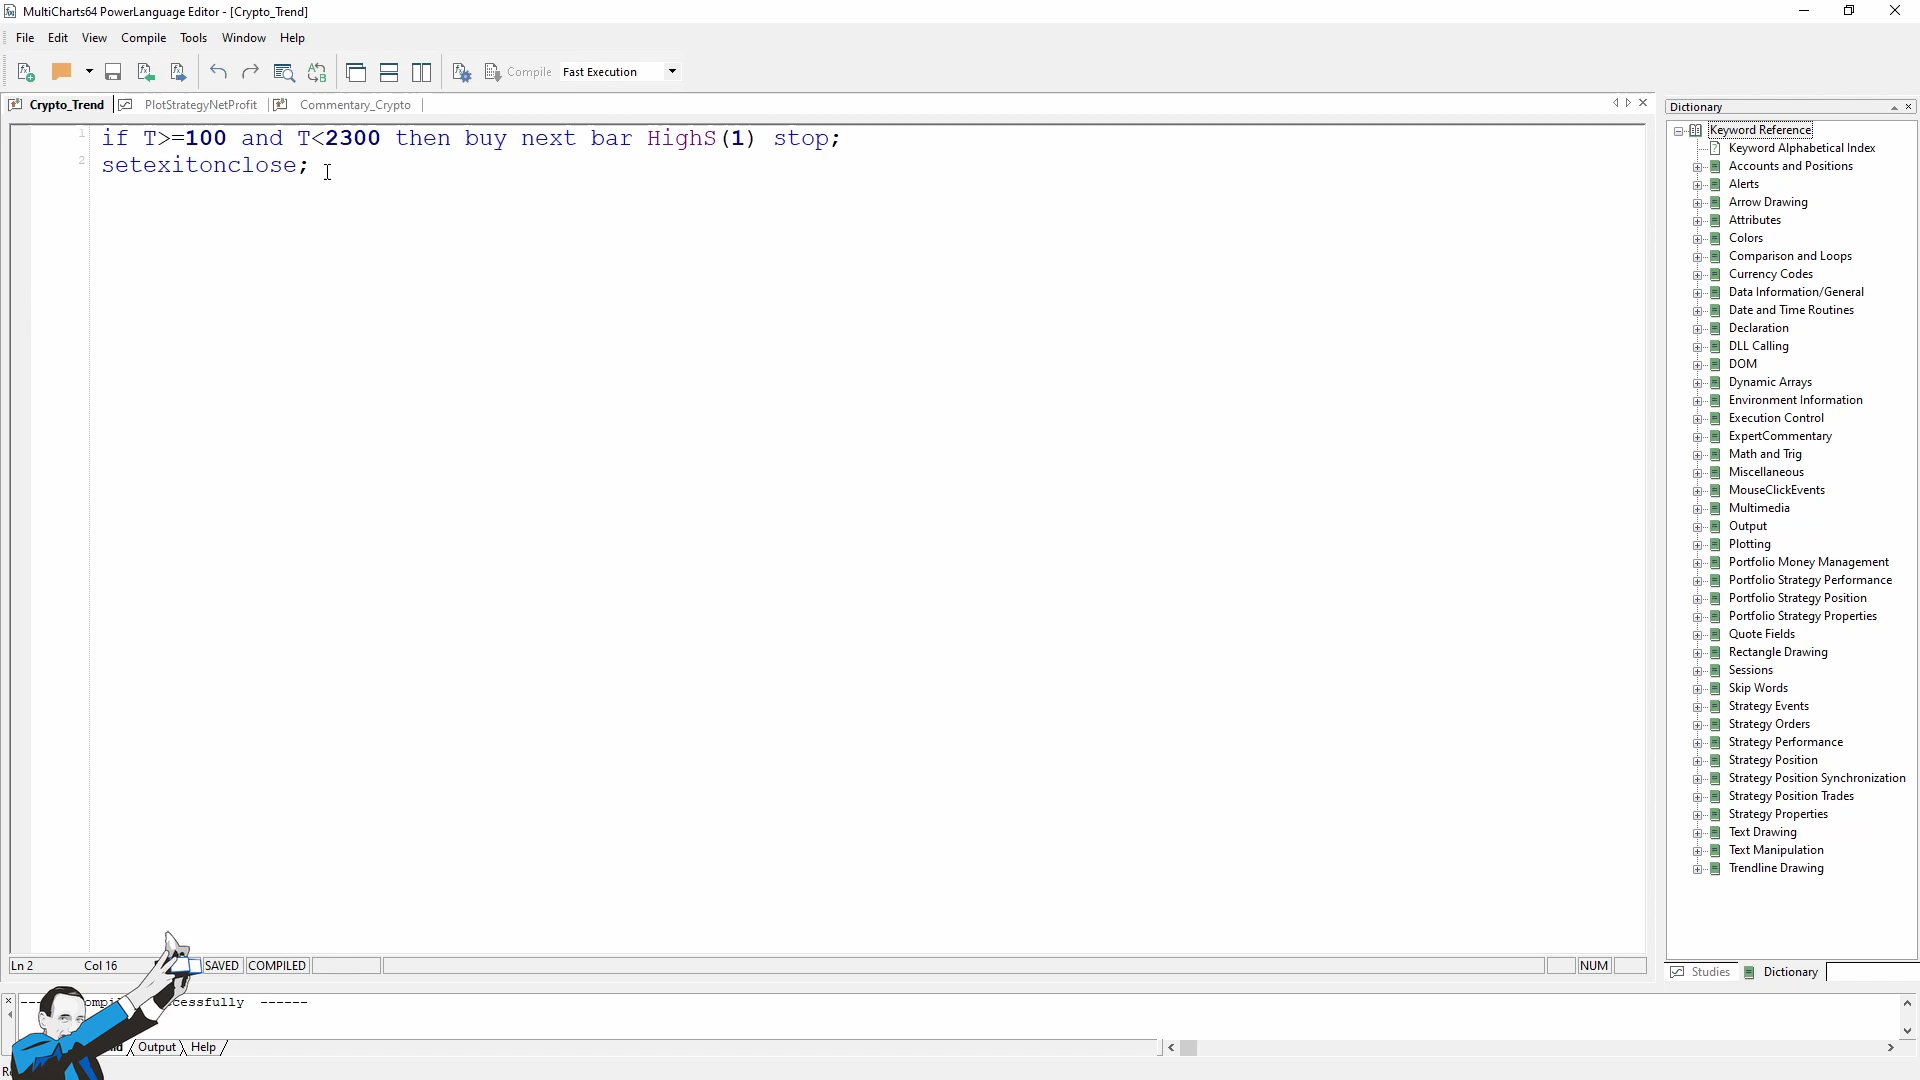 MultiCharts64 PowerLanguage Editor - [Crypto_Trend]
File Edit View Compile Tools Window Help
Compile Fast Execution
Crypto_Trend PlotStrategyNetProfit Commentary_Crypto
Dictionary
1 if T>=100 and T<2300 then buy next bar HighS(1) stop;
2 setexitonclose;
Keyword Reference
Keyword Alphabetical Index
Accounts and Positions
Alerts
Arrow Drawing
Attributes
Colors
Comparison and Loops
Currency Codes
Data Information/General
Date and Time Routines
Declaration
DLL Calling
DOM
Dynamic Arrays
Environment Information
Execution Control
ExpertCommentary
Math and Trig
Miscellaneous
MouseClickEvents
Multimedia
Output
Plotting
Portfolio Money Management
Portfolio Strategy Performance
Portfolio Strategy Position
Portfolio Strategy Properties
Quote Fields
Rectangle Drawing
Sessions
Skip Words
Strategy Events
Strategy Orders
Strategy Performance
Strategy Position
Strategy Position Synchronization
Strategy Position Trades
Strategy Properties
Text Drawing
Text Manipulation
Trendline Drawing
Ln 2 Col 16 SAVED COMPILED NUM
Studies Dictionary
------
Output Help